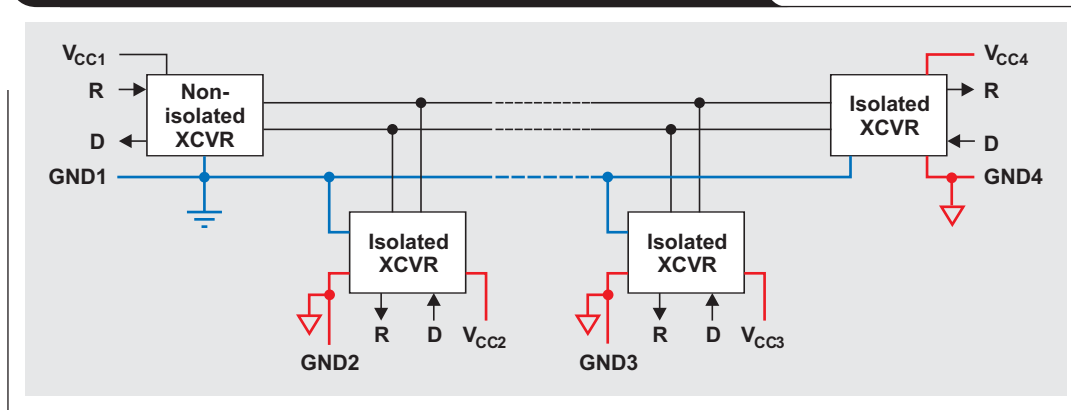 VCC1
R
Non-
isolated
XCVR
D
GND1
Isolated
XCVR
VCC4
R
D
GND4
Isolated
XCVR
R
D
VCC2
GND2
Isolated
XCVR
R
D
VCC3
GND3